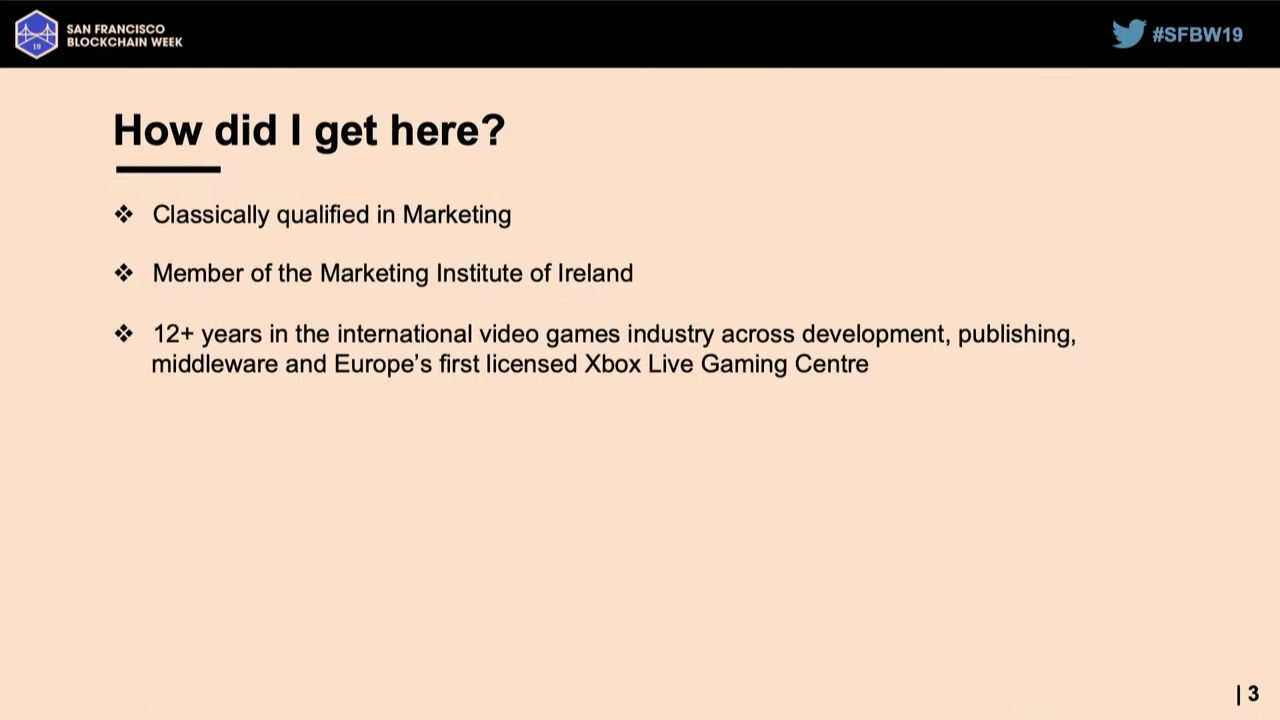 SAN FRANCISCO
BLOCKCHAIN WEEK
19
#SFBW19
How did I get here?
❖ Classically qualified in Marketing
❖ Member of the Marketing Institute of Ireland
❖ 12+ years in the international video games industry across development, publishing,
middleware and Europe's first licensed Xbox Live Gaming Centre
| 3